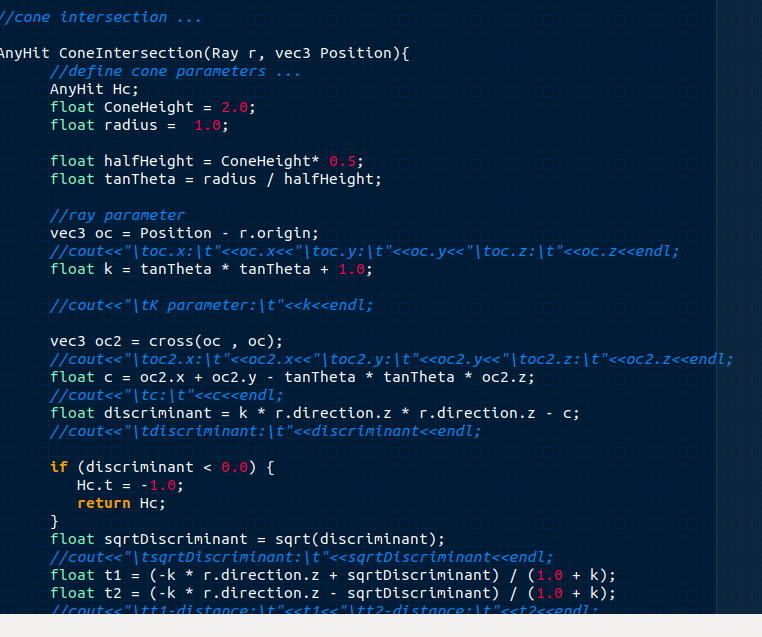 //cone intersection ...
AnyHit ConeIntersection(Ray r, vec3 Position){
//define cone parameters ...
AnyHit Hc;
float ConeHeight = 2.0;
float radius =  1.0;
float halfHeight = ConeHeight* 0.5;
float tanTheta = radius / halfHeight;
//ray parameter
vec3 oc = Position - r.origin;
//cout<<"\toc.x:\t"<<oc.x<<"\toc.y:\t"<<oc.y<<"\toc.z:\t"<<oc.z<<endl;
float k = tanTheta * tanTheta + 1.0;
//cout<<"\tK parameter:\t"<<k<<endl;
vec3 oc2 = cross(oc , oc);
//cout<<"\toc2.x:\t"<<oc2.x<<"\toc2.y:\t"<<oc2.y<<"\toc2.z:\t"<<oc2.z<<endl;
float c = oc2.x + oc2.y - tanTheta * tanTheta * oc2.z;
//cout<<"\tc:\t"<<c<<endl;
float discriminant = k * r.direction.z * r.direction.z - c;
//cout<<"\tdiscriminant:\t"<<discriminant<<endl;
if (discriminant < 0.0) {
Hc.t = -1.0;
return Hc;
}
float sqrtDiscriminant = sqrt(discriminant);
//cout<<"\tsqrtDiscriminant:\t"<<sqrtDiscriminant<<endl;
float t1 = (-k * r.direction.z + sqrtDiscriminant) / (1.0 + k);
float t2 = (-k * r.direction.z - sqrtDiscriminant) / (1.0 + k);
//cout<<"\tt1-distance:\t"<<t1<<"\tt2-distance:\t"<<t2<<endl;